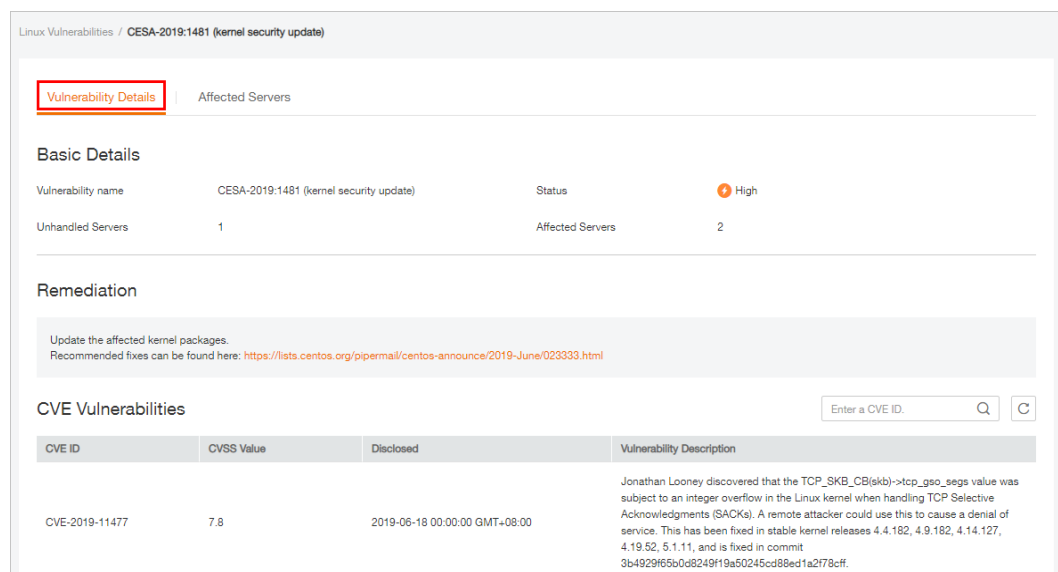 Linux Vulnerabilities / CESA-2019:1481 (kernel security update)
Vulnerability Details Affected Servers
Basic Details
Vulnerability name CESA-2019:1481 (kernel security update) Status High
Unhandled Servers 1 Affected Servers 2
Remediation
Update the affected kernel packages.
Recommended fixes can be found here: https://lists.centos.org/pipermail/centos-announce/2019-June/023333.html
CVE Vulnerabilities Enter a CVE ID.
CVE ID CVSS Value Disclosed Vulnerability Description
Jonathan Looney discovered that the TCP_SKB_CB(skb)->tcp_gso_segs value was
subject to an integer overflow in the Linux kernel when handling TCP Selective
Acknowledgments (SACKs). A remote attacker could use this to cause a denial of
CVE-2019-11477 7.8 2019-06-18 00:00:00 GMT+08:00 service. This has been fixed in stable kernel releases 4.4.182, 4.9.182, 4.14.127,
4.19.52, 5.1.11, and is fixed in commit
3b4929f65b0d8249f19a50245cd88ed1a2f78cff.